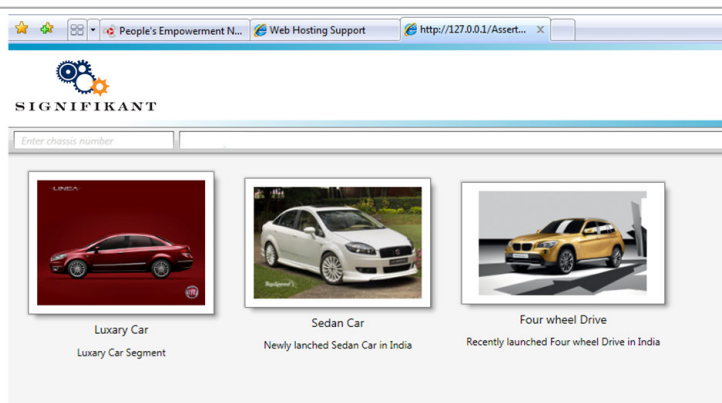 People's Empowerment N...
Web Hosting Support
http://127.0.0.1/Assert...
SIGNIFIKANT
Enter chassis number
LINEA
TopSpeed
Luxary Car
Sedan Car
Four wheel Drive
Luxary Car Segment
Newly lanched Sedan Car in India
Recently launched Four wheel Drive in India